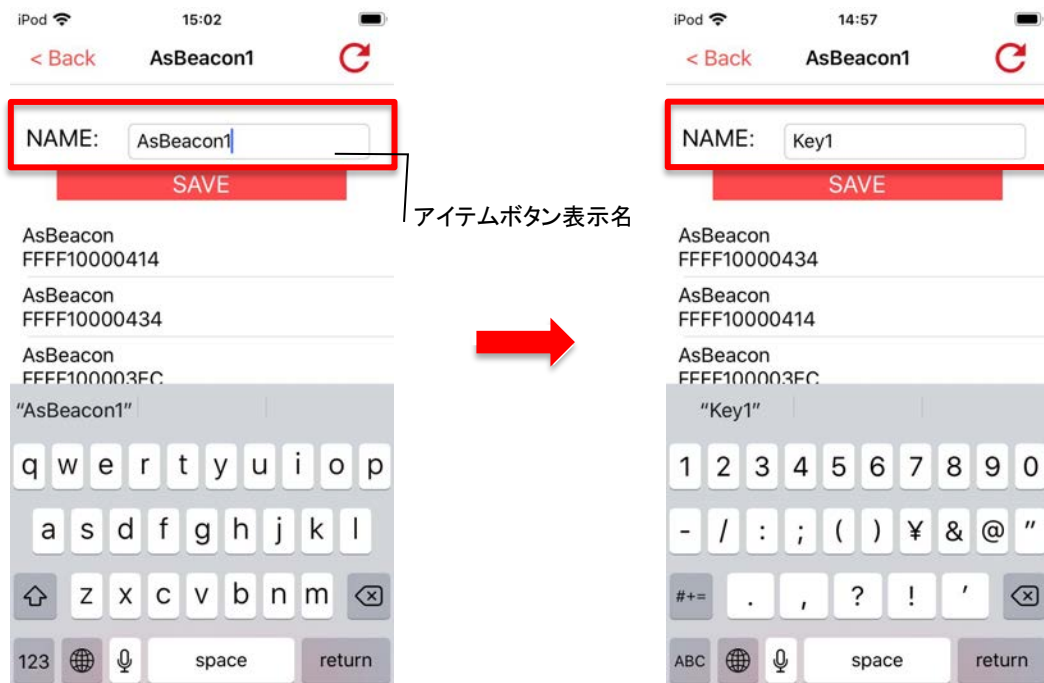 iPod 15:02
< Back AsBeacon1
NAME: AsBeacon1
SAVE
AsBeacon
FFFF10000414
AsBeacon
FFFF10000434
AsBeacon
FFFF100003EC
"AsBeacon1"
q w e r t y u i o p
a s d f g h j k l
z x c v b n m
123 space return
アイテムボタン表示名
iPod 14:57
< Back AsBeacon1
NAME: Key1
SAVE
AsBeacon
FFFF10000434
AsBeacon
FFFF10000414
AsBeacon
FFFF100003EC
“Key1”
1 2 3 4 5 6 7 8 9 0
- / : ; ( ) ¥ & @ "
#+= . , ? ! ’
ABC space return